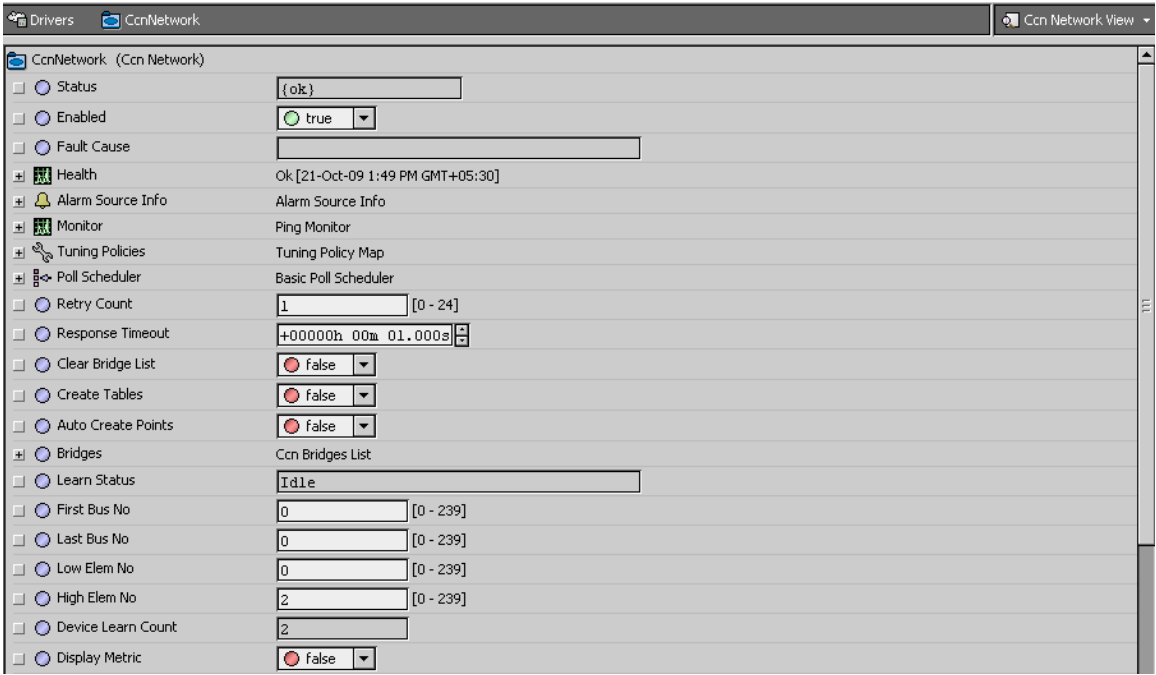 Drivers CcnNetwork Ccn Network View
CcnNetwork (Ccn Network)
Status {ok}
Enabled true
Fault Cause
Health Ok [21-Oct-09 1:49 PM GMT+05:30]
Alarm Source Info Alarm Source Info
Monitor Ping Monitor
Tuning Policies Tuning Policy Map
Poll Scheduler Basic Poll Scheduler
Retry Count 1 [0 - 24]
Response Timeout +00000h 00m 01.000s
Clear Bridge List false
Create Tables false
Auto Create Points false
Bridges Ccn Bridges List
Learn Status Idle
First Bus No 0 [0 - 239]
Last Bus No 0 [0 - 239]
Low Elem No 0 [0 - 239]
High Elem No 2 [0 - 239]
Device Learn Count 2
Display Metric false